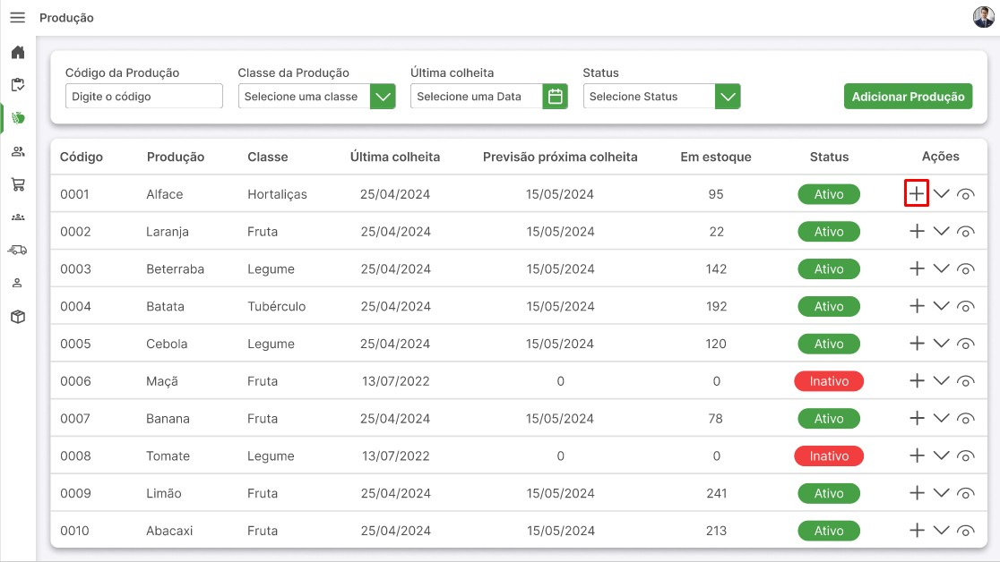 Produção
Código da Produção Classe da Produção Última colheita Status
Digite o código Selecione uma classe Selecione uma Data Selecione Status Adicionar Produção
Código Produção Classe Última colheita Previsão próxima colheita Em estoque Status Ações
0001 Alface Hortaliças 25/04/2024 15/05/2024 95 Ativo
0002 Laranja Fruta 25/04/2024 15/05/2024 22 Ativo
0003 Beterraba Legume 25/04/2024 15/05/2024 142 Ativo
0004 Batata Tubérculo 25/04/2024 15/05/2024 192 Ativo
0005 Cebola Legume 25/04/2024 15/05/2024 120 Ativo
0006 Maçã Fruta 13/07/2022 0 0 Inativo
0007 Banana Fruta 25/04/2024 15/05/2024 78 Ativo
0008 Tomate Legume 13/07/2022 0 0 Inativo
0009 Limão Fruta 25/04/2024 15/05/2024 241 Ativo
0010 Abacaxi Fruta 25/04/2024 15/05/2024 213 Ativo